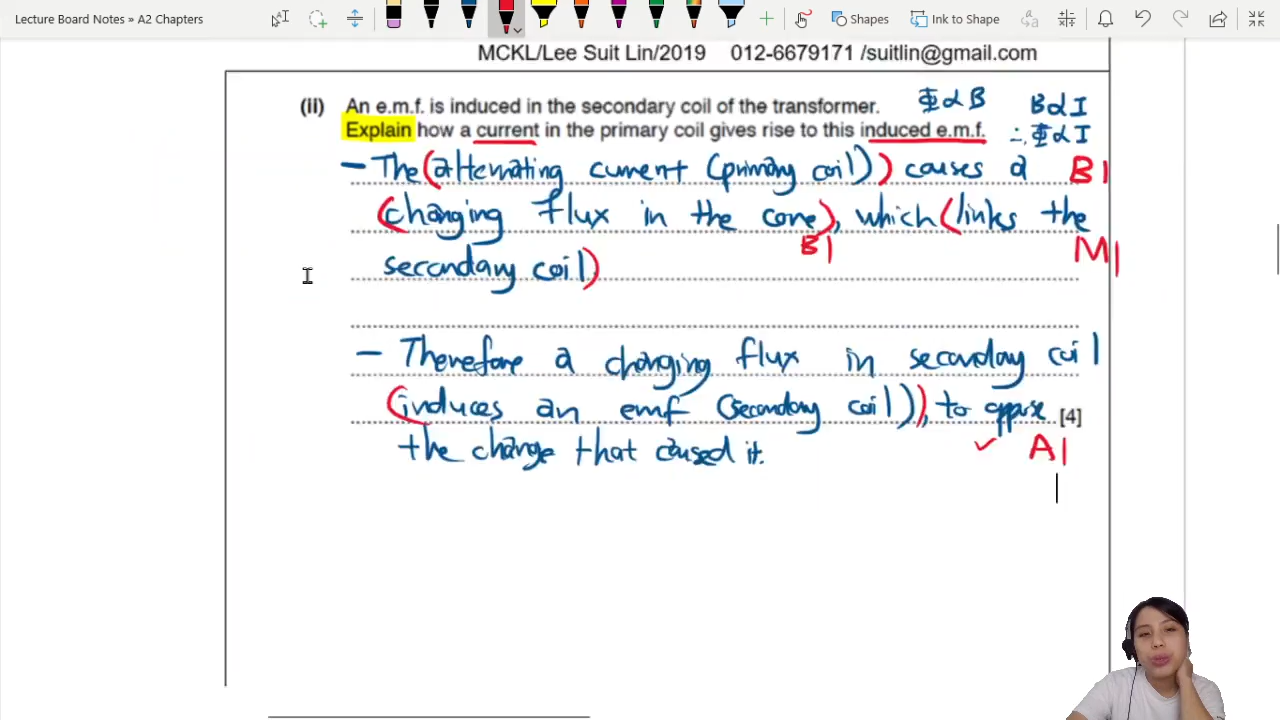 Lecture Board Notes » A2 Chapters
Shapes
Ink to Shape
MCKL/Lee Suit Lin/2019 012-6679171 /suitlin@gmail.com
(ii) An e.m.f. is induced in the secondary coil of the transformer. Φ α B B α I
Explain how a current in the primary coil gives rise to this induced e.m.f. ∴ Φ α I
– The (alternating current (primary coil)) causes a B1
(changing flux in the core), which (links the
B1 M1
secondary coil)
– Therefore a changing flux in secondary coil
(induces an emf (secondary coil)), to oppose [4]
the change that caused it. ✓ A1